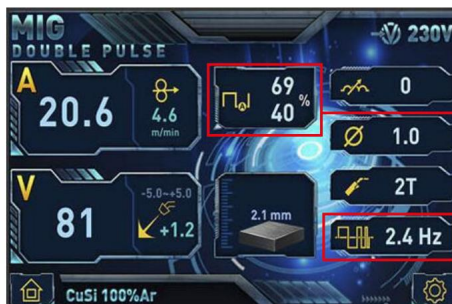 MIG
DOUBLE PULSE
230V
A
20.6
4.6
m/min
69
40 %
0
1.0
V
81
-5.0~+5.0
+1.2
2.1 mm
2T
2.4 Hz
CuSi 100%Ar